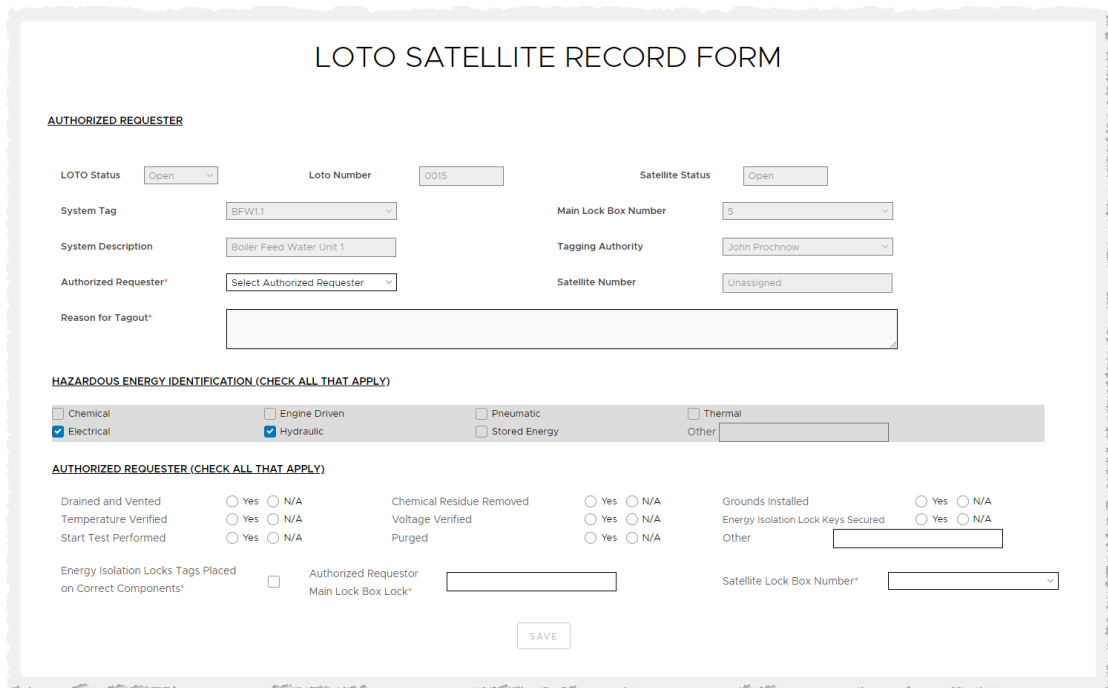 LOTO SATELLITE RECORD FORM
AUTHORIZED REQUESTER
LOTO Status Open Loto Number 0015 Satellite Status Open
System Tag BFW1.1 Main Lock Box Number 5
System Description Boiler Feed Water Unit 1 Tagging Authority John Prochnow
Authorized Requester* Select Authorized Requester Satellite Number Unassigned
Reason for Tagout*
HAZARDOUS ENERGY IDENTIFICATION (CHECK ALL THAT APPLY)
Chemical Engine Driven Pneumatic Thermal
Electrical Hydraulic Stored Energy Other
AUTHORIZED REQUESTER (CHECK ALL THAT APPLY)
Drained and Vented Yes N/A Chemical Residue Removed Yes N/A Grounds Installed Yes N/A
Temperature Verified Yes N/A Voltage Verified Yes N/A Energy Isolation Lock Keys Secured Yes N/A
Start Test Performed Yes N/A Purged Yes N/A Other
Energy Isolation Locks Tags Placed
on Correct Components*
Authorized Requestor
Main Lock Box Lock*
Satellite Lock Box Number*
SAVE